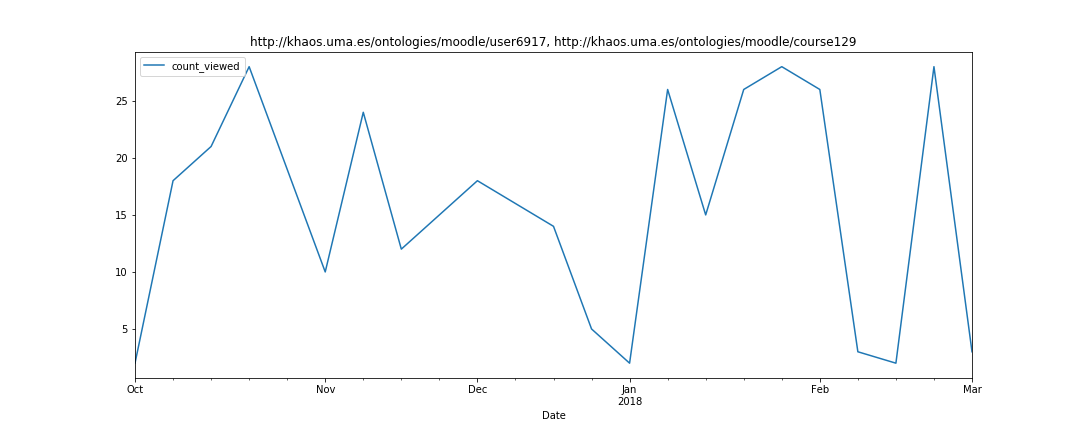 http://khaos.uma.es/ontologies/moodle/user6917, http://khaos.uma.es/ontologies/moodle/course129
count_viewed
25
20
15
10
5
Oct Nov Dec Jan Feb Mar
2018
Date